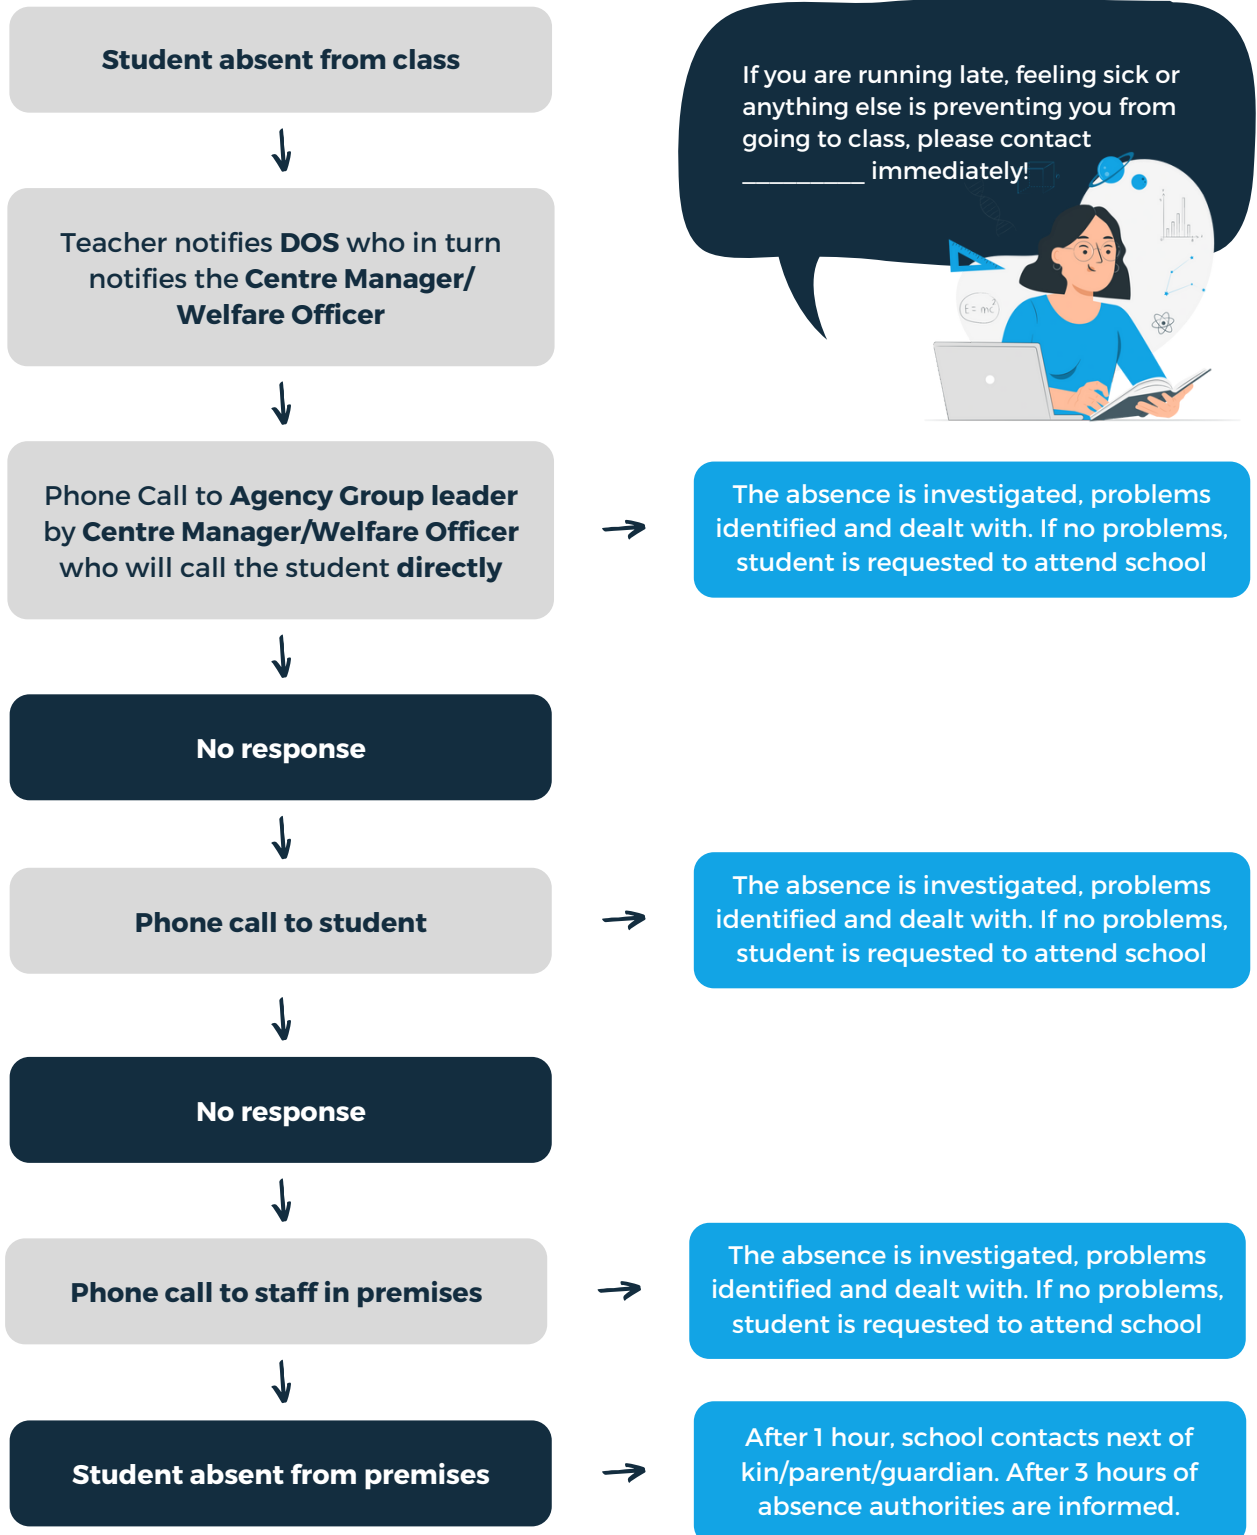 Student absent from class
If you are running late, feeling sick or
anything else is preventing you from
going to class, please contact
_________ immediately!
Teacher notifies DOS who in turn
notifies the Centre Manager/
Welfare Officer
E = mc²
Phone Call to Agency Group leader
by Centre Manager/Welfare Officer
who will call the student directly
The absence is investigated, problems
identified and dealt with. If no problems,
student is requested to attend school
No response
Phone call to student
The absence is investigated, problems
identified and dealt with. If no problems,
student is requested to attend school
No response
Phone call to staff in premises
The absence is investigated, problems
identified and dealt with. If no problems,
student is requested to attend school
Student absent from premises
After 1 hour, school contacts next of
kin/parent/guardian. After 3 hours of
absence authorities are informed.